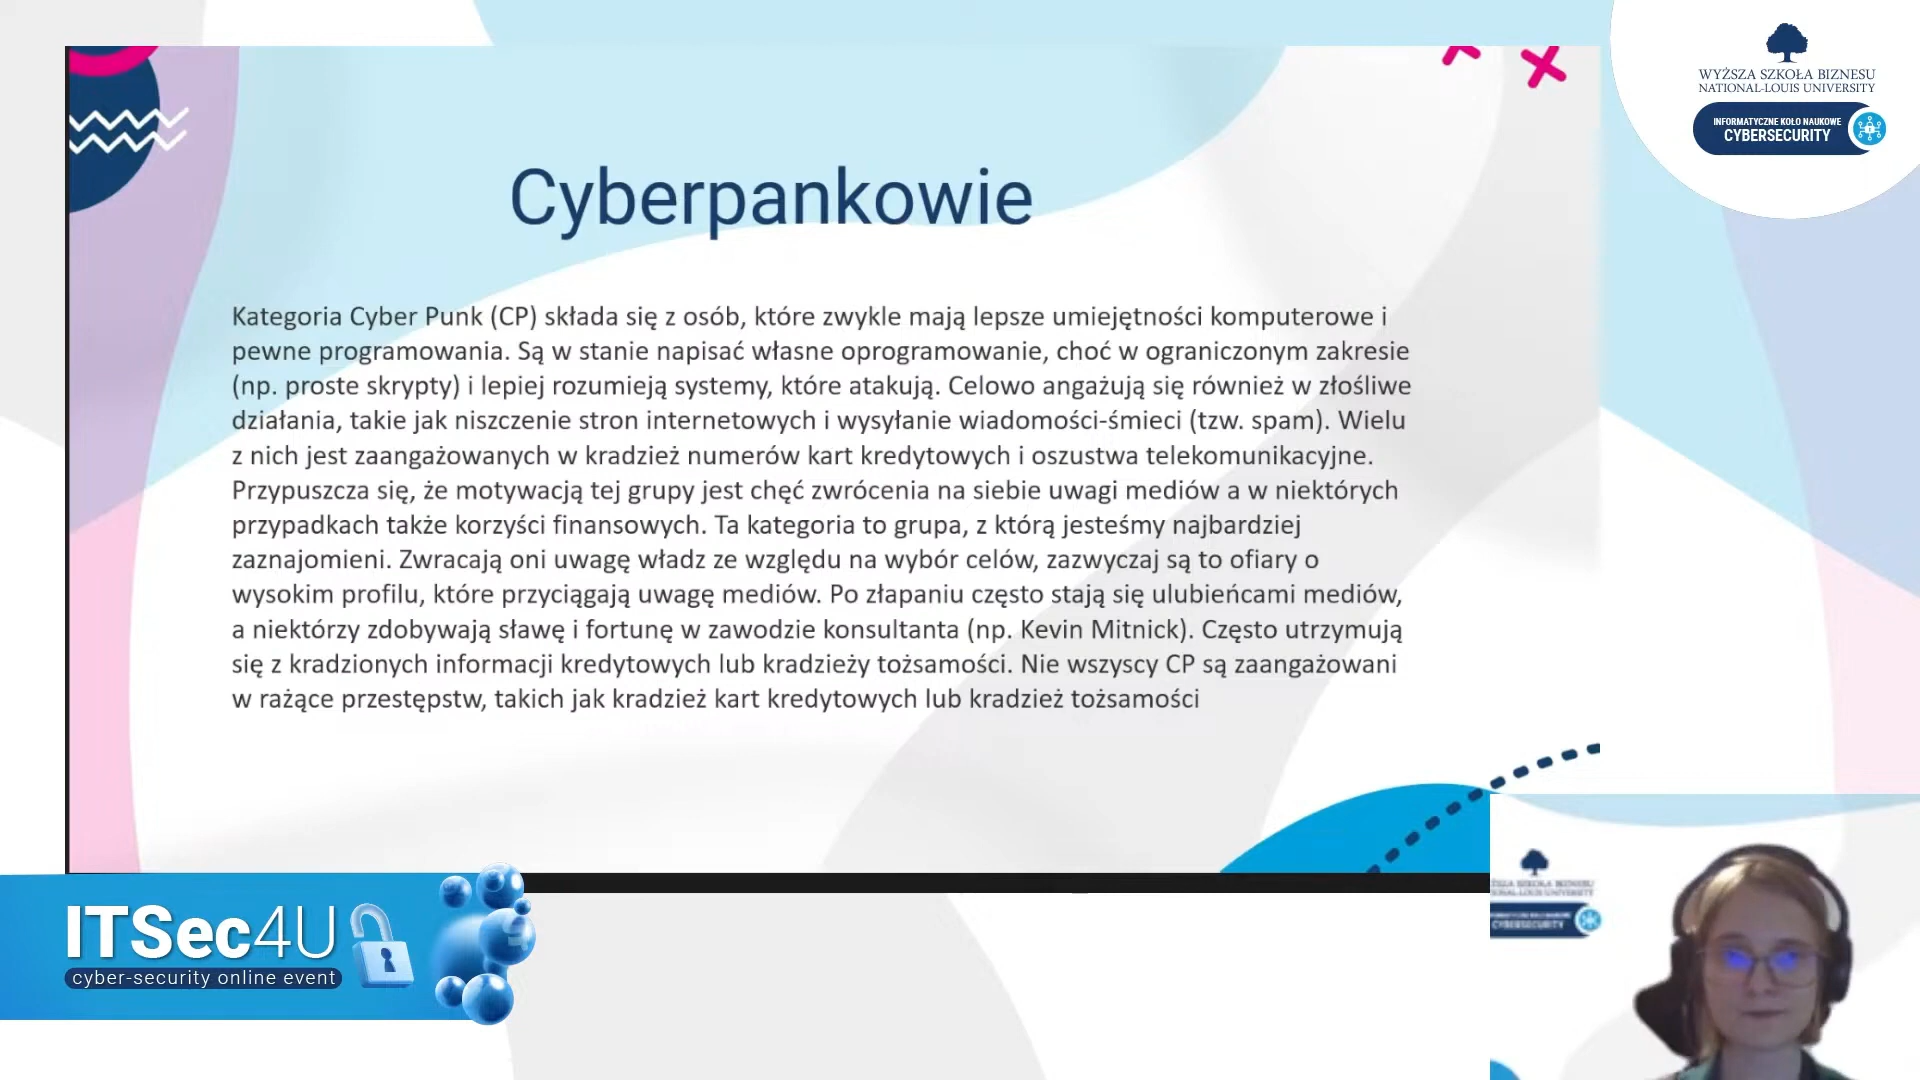 WYŻSZA SZKOŁA BIZNESU
NATIONAL-LOUIS UNIVERSITY
INFORMATYCZNE KOŁO NAUKOWE
CYBERSECURITY
Cyberpankowie
Kategoria Cyber Punk (CP) składa się z osób, które zwykle mają lepsze umiejętności komputerowe i
pewne programowania. Są w stanie napisać własne oprogramowanie, choć w ograniczonym zakresie
(np. proste skrypty) i lepiej rozumieją systemy, które atakują. Celowo angażują się również w złośliwe
działania, takie jak niszczenie stron internetowych i wysyłanie wiadomości-śmieci (tzw. spam). Wielu
z nich jest zaangażowanych w kradzież numerów kart kredytowych i oszustwa telekomunikacyjne.
Przypuszcza się, że motywacją tej grupy jest chęć zwrócenia na siebie uwagi mediów a w niektórych
przypadkach także korzyści finansowych. Ta kategoria to grupa, z którą jesteśmy najbardziej
zaznajomieni. Zwracają oni uwagę władz ze względu na wybór celów, zazwyczaj są to ofiary o
wysokim profilu, które przyciągają uwagę mediów. Po złapaniu często stają się ulubieńcami mediów,
a niektórzy zdobywają sławę i fortunę w zawodzie konsultanta (np. Kevin Mitnick). Często utrzymują
się z kradzionych informacji kredytowych lub kradzieży tożsamości. Nie wszyscy CP są zaangażowani
w rażące przestępstw, takich jak kradzież kart kredytowych lub kradzież tożsamości
ITSec4U
cyber-security online event
CYBERSECURITY